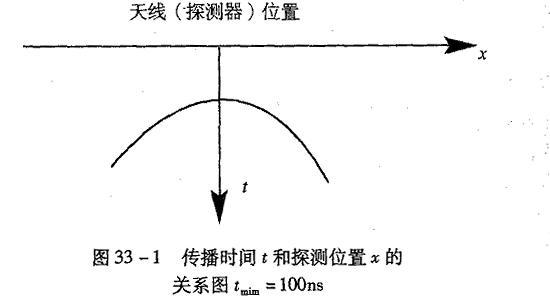 天线（探测器）位置
x
t
图 33-1 传播时间 t 和探测位置 x 的
关系图 tmim = 100ns